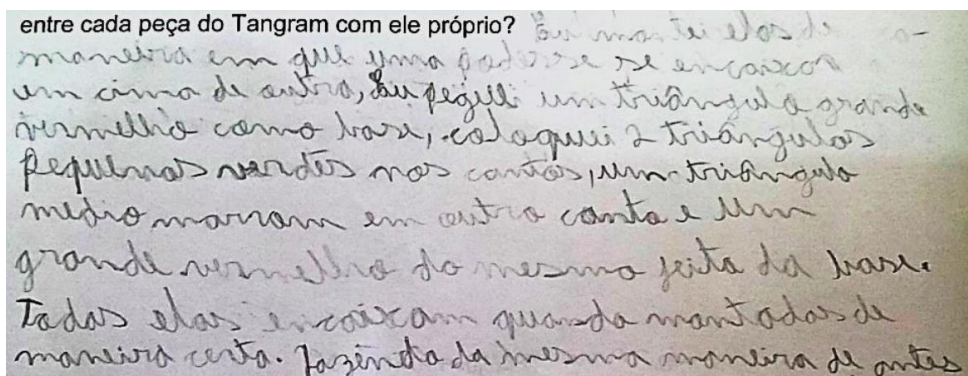 entre cada peça do Tangram com ele próprio? Eu montei elas de
maneira em que uma podesse se encaixar
em cima de outra, Eu peguei um triângulo grande
vermelho como base, coloquei 2 triângulos
pequenos verdes nos cantos, um triângulo
médio marrom em outro canto e um
grande vermelho do mesmo jeito da base.
Todas elas encaixam quando montadas de
maneira certa. Fazendo da mesma maneira de antes